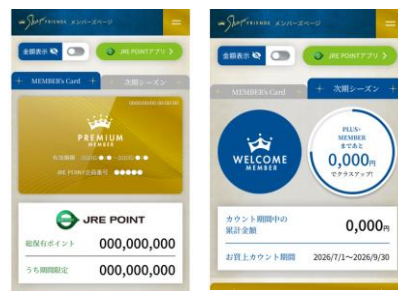 Shop FRIENDS メンバーズページ
金額表示
JRE POINTアプリ >
+ MEMBER's Card +
+ 次期シーズン
PREMIUM
MEMBER
JRE POINT会員番号 ●●●●●
JRE POINT
総保有ポイント 000,000,000
うち期間限定 000,000,000
メンバーズページ
金額表示
JRE POINTアプリ >
+ MEMBER's Card
+ 次期シーズン +
WELCOME
MEMBER
PLUS+
MEMBER
まであと
0,000円
でクラスアップ!
カウント期間中の
累計金額 0,000円
お買上カウント期間 2026/7/1~2026/9/30